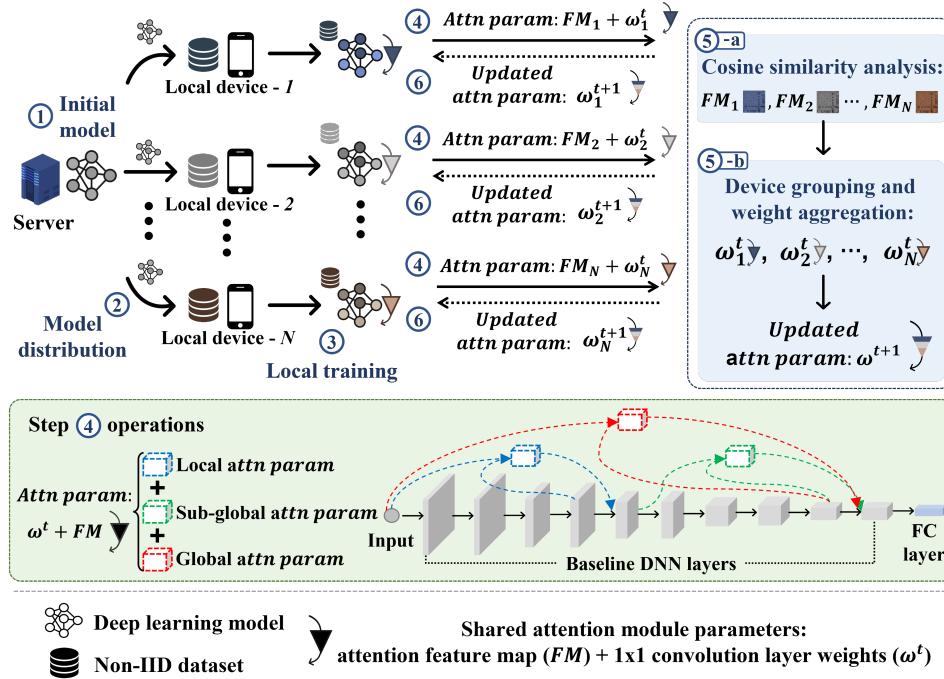 ① Initial model
Server
② Model distribution
Local device - 1
Local device - 2
Local device - N
③
Local training
④ Attn param: FM₁ + ω₁ᵗ
⑥ Updated
attn param: ω₁ᵗ⁺¹
④ Attn param: FM₂ + ω₂ᵗ
⑥ Updated
attn param: ω₂ᵗ⁺¹
④ Attn param: FM_N + ω_Nᵗ
⑥ Updated
attn param: ω_Nᵗ⁺¹
⑤-a
Cosine similarity analysis:
FM₁ , FM₂ ⋯ , FM_N
⑤-b
Device grouping and
weight aggregation:
ω₁ᵗ , ω₂ᵗ , ⋯, ω_Nᵗ
Updated
attn param: ωᵗ⁺¹
Step ④ operations
Attn param:
ωᵗ + FM
Local attn param
+
Sub-global attn param
+
Global attn param
Input
Baseline DNN layers
FC
layer
Deep learning model
Non-IID dataset
Shared attention module parameters:
attention feature map (FM) + 1x1 convolution layer weights (ωᵗ)